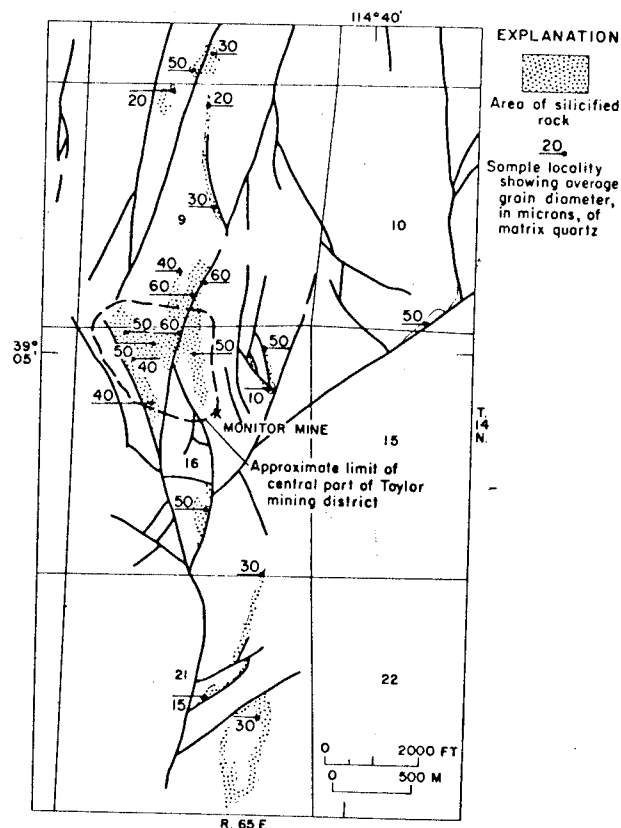 114°40'
EXPLANATION
Area of silicified
rock
20
Sample locality
showing average
grain diameter,
in microns, of
matrix quartz
30
50
20
20
30
9
10
40
60
60
50
60
50
50
50
50
40
39°
05'
40
10
MONITOR MINE
T.
14
N.
15
16
Approximate limit of
central part of Taylor
mining district
50
30
21
22
15
30
0 2000 FT
0 500 M
R. 65 E